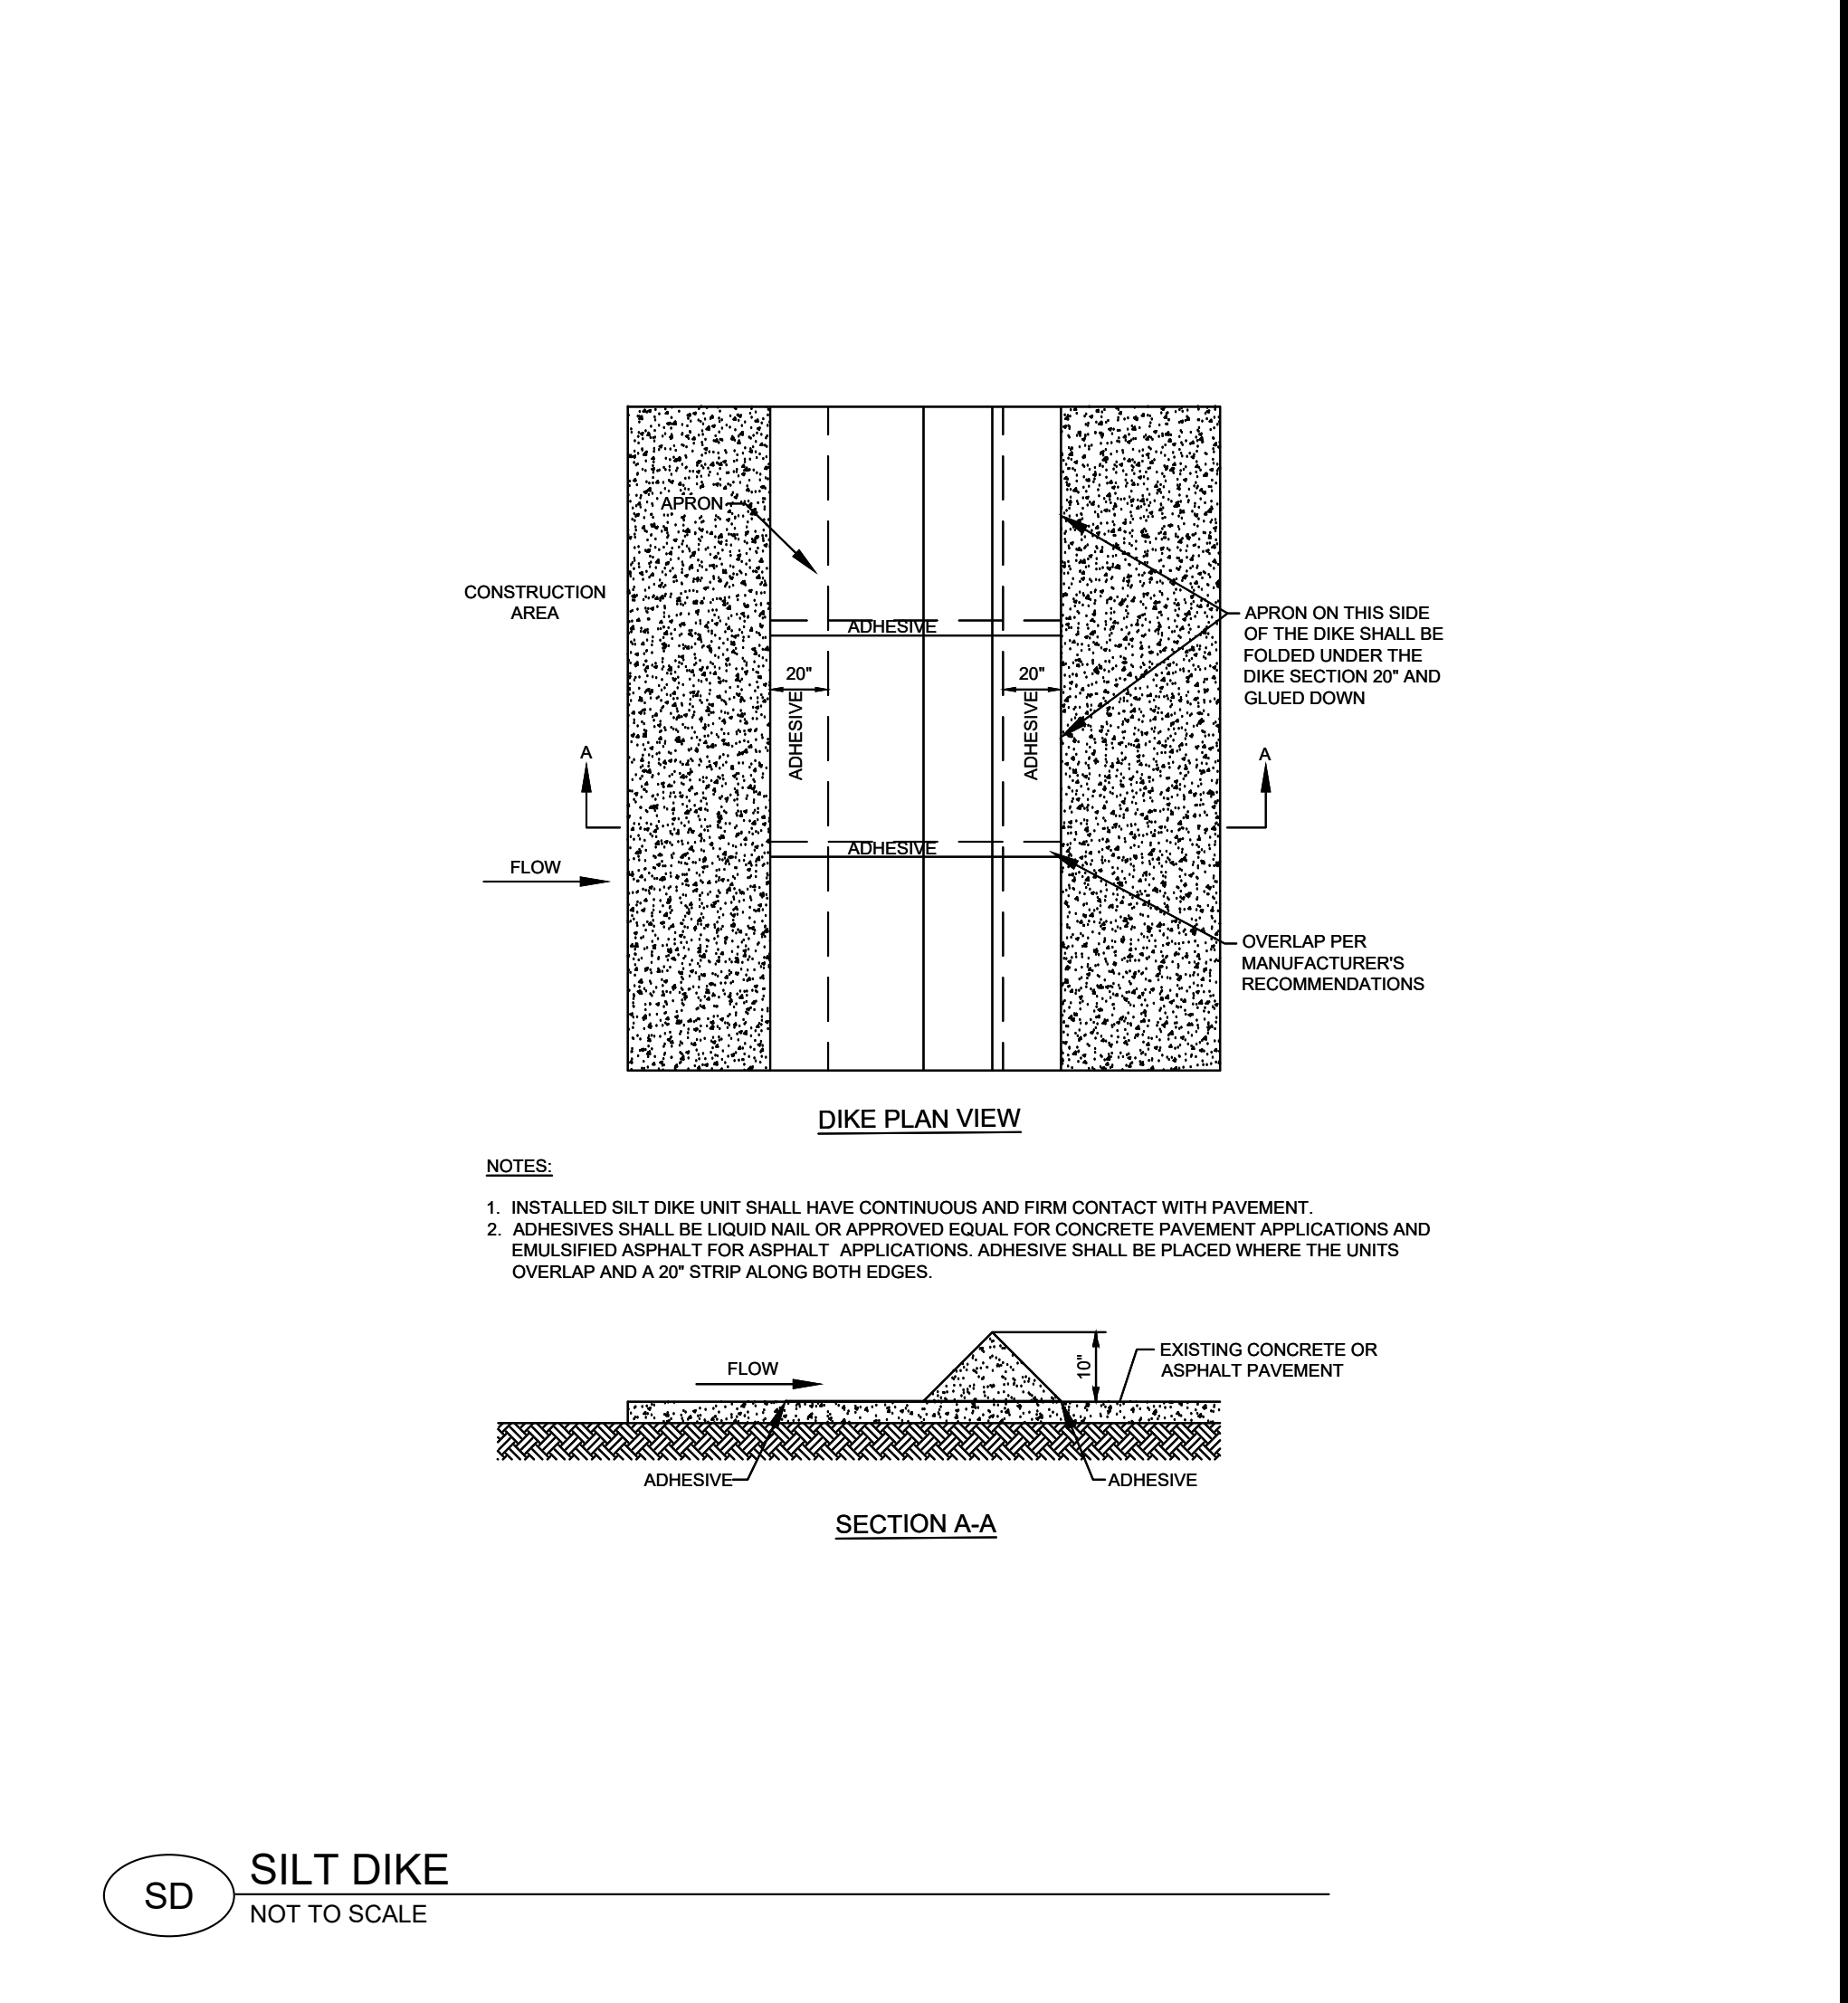 APRON
CONSTRUCTION
AREA
ADHESIVE
20"
20"
ADHESIVE
ADHESIVE
APRON ON THIS SIDE
OF THE DIKE SHALL BE
FOLDED UNDER THE
DIKE SECTION 20" AND
GLUED DOWN
A
A
ADHESIVE
FLOW
OVERLAP PER
MANUFACTURER'S
RECOMMENDATIONS
DIKE PLAN VIEW
NOTES:
1. INSTALLED SILT DIKE UNIT SHALL HAVE CONTINUOUS AND FIRM CONTACT WITH PAVEMENT.
2. ADHESIVES SHALL BE LIQUID NAIL OR APPROVED EQUAL FOR CONCRETE PAVEMENT APPLICATIONS AND
EMULSIFIED ASPHALT FOR ASPHALT APPLICATIONS. ADHESIVE SHALL BE PLACED WHERE THE UNITS
OVERLAP AND A 20" STRIP ALONG BOTH EDGES.
FLOW
10"
EXISTING CONCRETE OR
ASPHALT PAVEMENT
ADHESIVE
ADHESIVE
SECTION A-A
SD
SILT DIKE
NOT TO SCALE